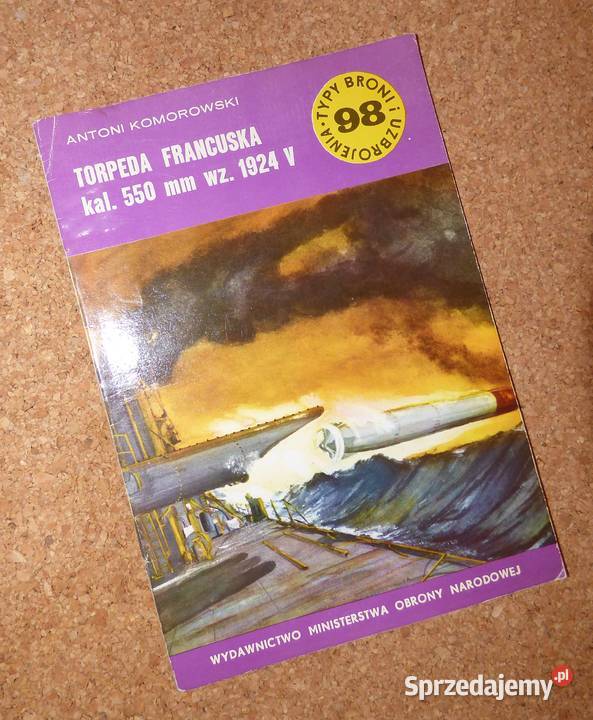 ANTONI KOMOROWSKI
TORPEDA FRANCUSKA
kal. 550 mm wz. 1924 V
TYPY BRONI i UZBROJENIA
98
WYDAWNICTWO MINISTERSTWA OBRONY NARODOWEJ
Sprzedajemy.pl